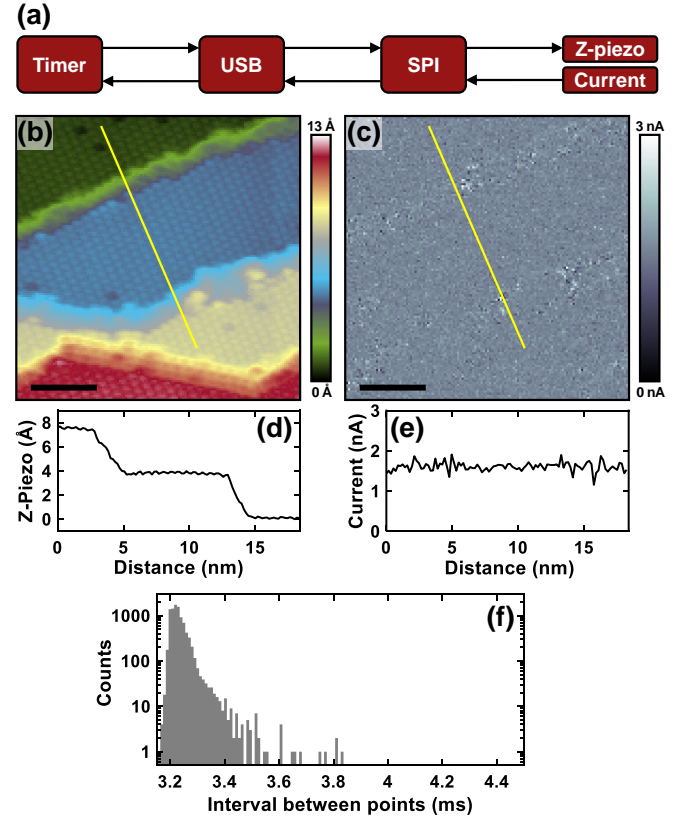 (a)
Timer USB SPI Z-piezo
Current
(b) 13 Å 0 Å
(c) 3 nA 0 nA
(d)
Z-Piezo (Å)
8
6
4
2
0
0 5 10 15
Distance (nm)
(e)
Current (nA)
3
2
1
0
0 5 10 15
Distance (nm)
(f)
Counts
1000
100
10
1
3.2 3.4 3.6 3.8 4 4.2 4.4
Interval between points (ms)